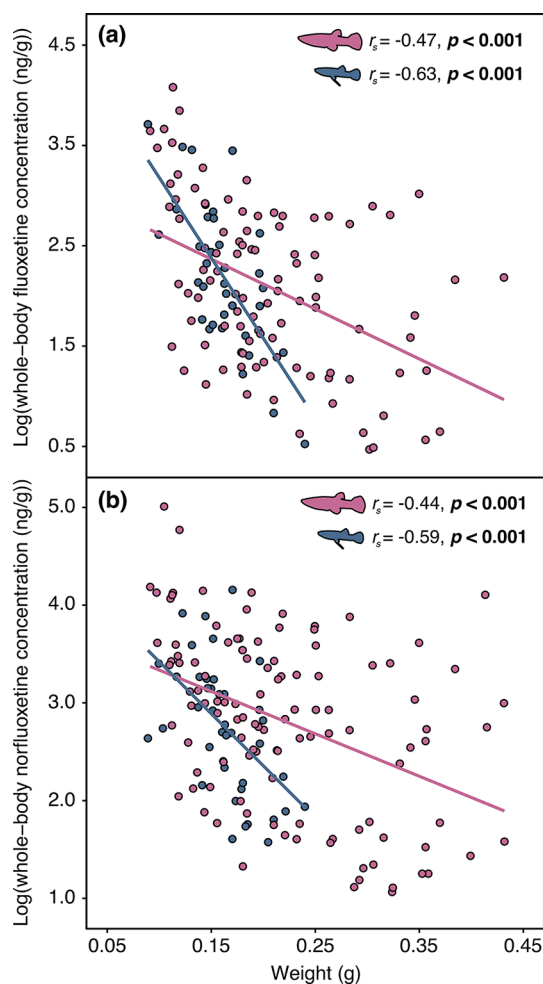 (a)
rs= -0.47, p < 0.001
rs= -0.63, p < 0.001
Log(whole−body fluoxetine concentration (ng/g))
4.5
3.5
2.5
1.5
0.5
(b)
rs= -0.44, p < 0.001
rs= -0.59, p < 0.001
Log(whole−body norfluoxetine concentration (ng/g))
5.0
4.0
3.0
2.0
1.0
0.05 0.15 0.25 0.35 0.45
Weight (g)